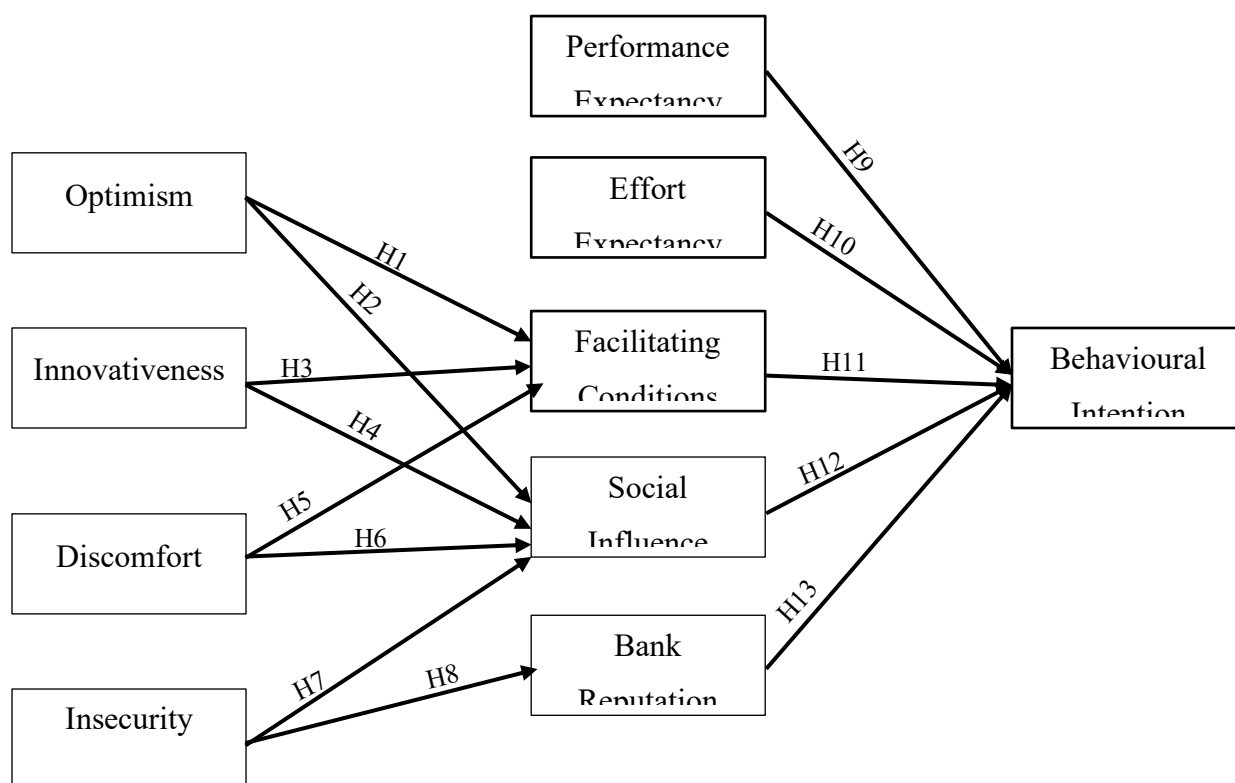 Performance
Expectancy
H9
Optimism
Effort
Expectancy
H10
H1
H2
Innovativeness
H3
Facilitating
Conditions
H11
Behavioural
Intention
H4
H5
Social
Influence
H12
Discomfort
H6
H7
H8
Bank
Reputation
H13
Insecurity